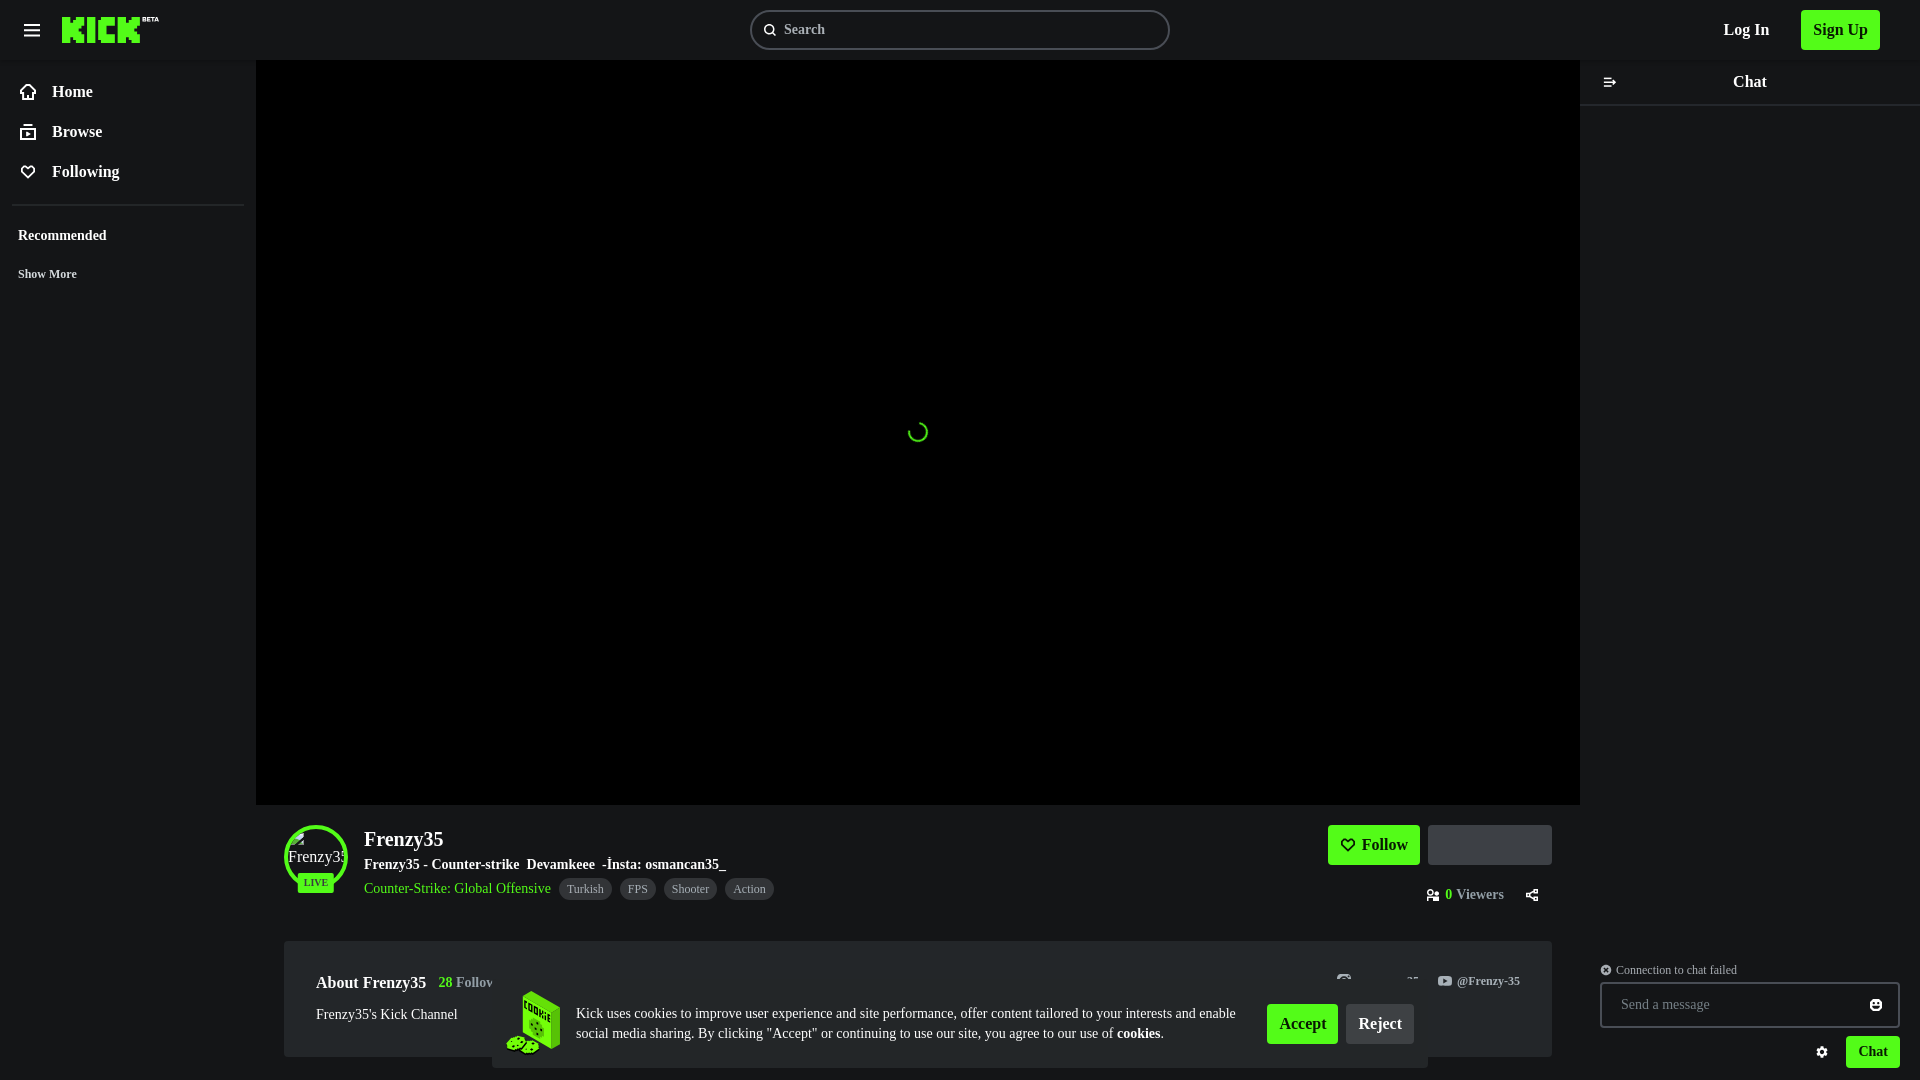 KICK BETA
Search
Log In
Sign Up
Home
Browse
Following
Recommended
Show More
Chat
Frenzy35
LIVE
Frenzy35
Frenzy35 - Counter-strike Devamkeee -İnsta: osmancan35_
Counter-Strike: Global Offensive
Turkish
FPS
Shooter
Action
Follow
0 Viewers
About Frenzy35
28 Follow
@Frenzy-35
Frenzy35's Kick Channel
COOKIE
Kick uses cookies to improve user experience and site performance, offer content tailored to your interests and enable
social media sharing. By clicking "Accept" or continuing to use our site, you agree to our use of cookies.
Accept
Reject
Connection to chat failed
Send a message
Chat